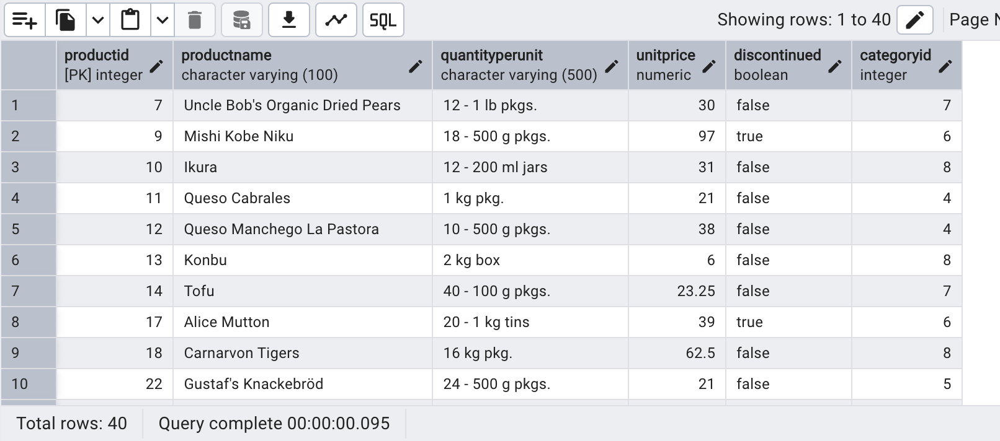 SQL Showing rows: 1 to 40 Page N
productid productname quantityperunit unitprice discontinued categoryid
[PK] integer character varying (100) character varying (500) numeric boolean integer
1 7 Uncle Bob's Organic Dried Pears 12 - 1 lb pkgs. 30 false 7
2 9 Mishi Kobe Niku 18 - 500 g pkgs. 97 true 6
3 10 Ikura 12 - 200 ml jars 31 false 8
4 11 Queso Cabrales 1 kg pkg. 21 false 4
5 12 Queso Manchego La Pastora 10 - 500 g pkgs. 38 false 4
6 13 Konbu 2 kg box 6 false 8
7 14 Tofu 40 - 100 g pkgs. 23.25 false 7
8 17 Alice Mutton 20 - 1 kg tins 39 true 6
9 18 Carnarvon Tigers 16 kg pkg. 62.5 false 8
10 22 Gustaf's Knackebröd 24 - 500 g pkgs. 21 false 5
Total rows: 40 Query complete 00:00:00.095